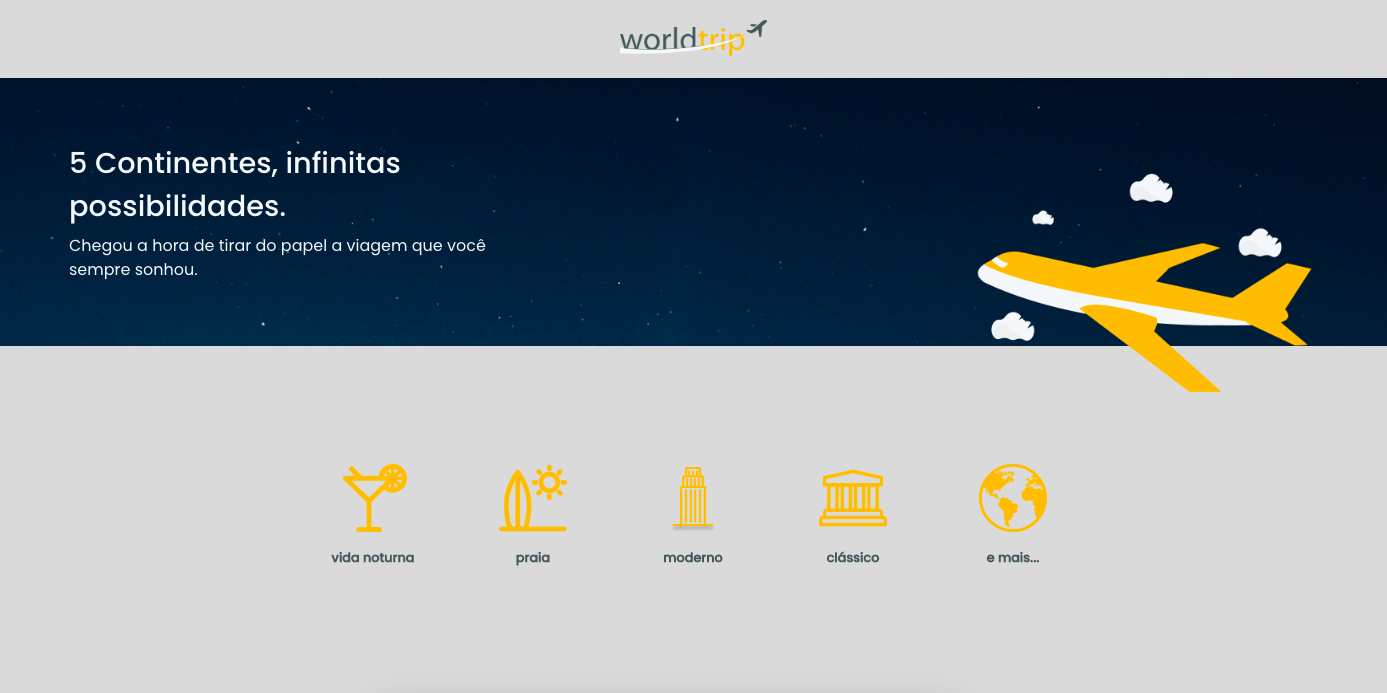 worldtrip
5 Continentes, infinitas
possibilidades.
Chegou a hora de tirar do papel a viagem que você
sempre sonhou.
vida noturna
praia
moderno
clássico
e mais...